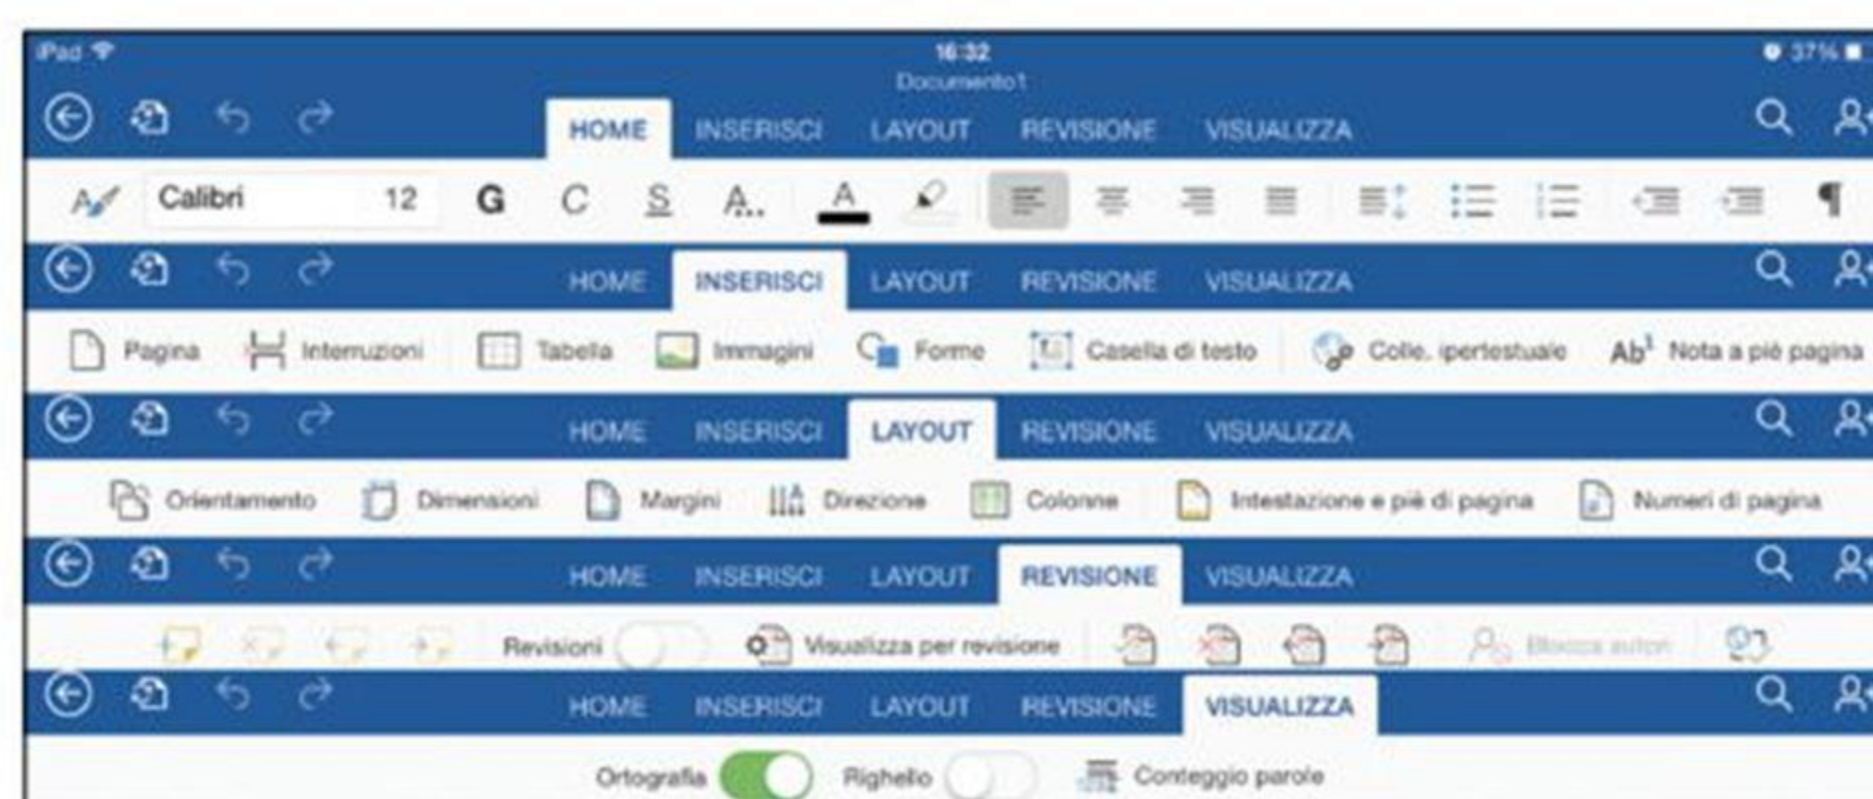 iPad 16:32 37%
Documento1
HOME INSERISCI LAYOUT REVISIONE VISUALIZZA
A Calibri 12 G C S A... A
HOME INSERISCI LAYOUT REVISIONE VISUALIZZA
Pagina Interruzioni Tabella Immagini Forme Casella di testo Colle. ipertestuale Ab1 Nota a piè pagina
HOME INSERISCI LAYOUT REVISIONE VISUALIZZA
Orientamento Dimensioni Margini Direzione Colonne Intestazione e piè di pagina Numeri di pagina
HOME INSERISCI LAYOUT REVISIONE VISUALIZZA
Revisioni Visualizza per revisione Blocca autori
HOME INSERISCI LAYOUT REVISIONE VISUALIZZA
Ortografia Righello Conteggio parole